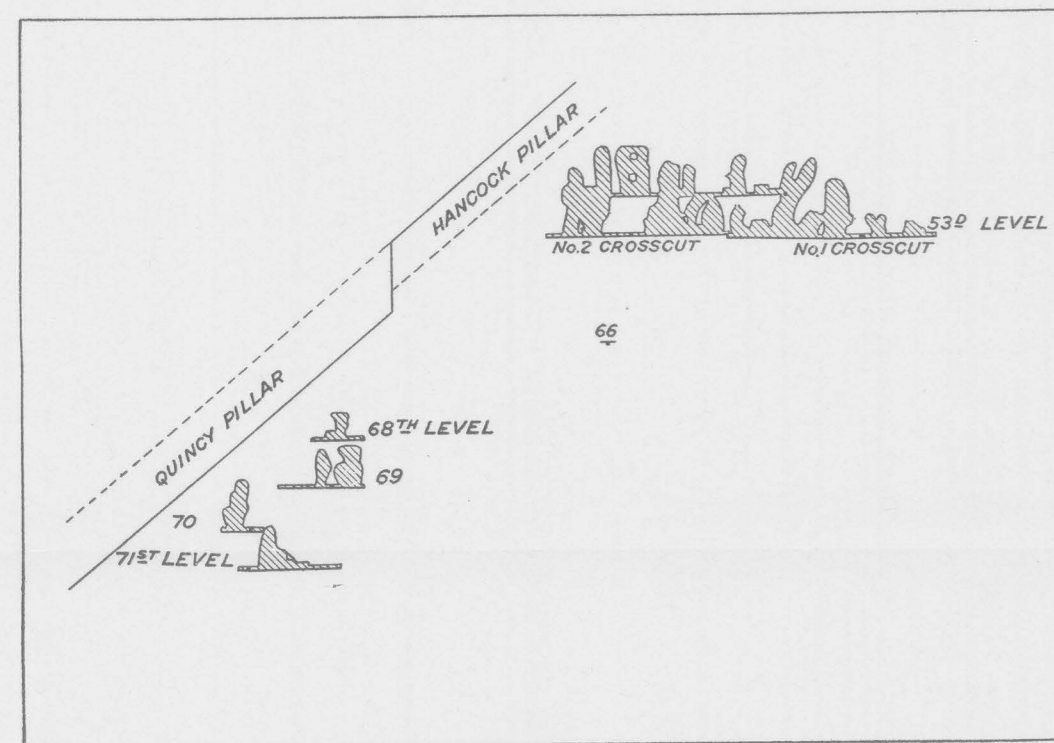 HANCOCK PILLAR
53D LEVEL
No.2 CROSSCUT
No.1 CROSSCUT
66
QUINCY PILLAR
68TH LEVEL
69
70
71ST LEVEL